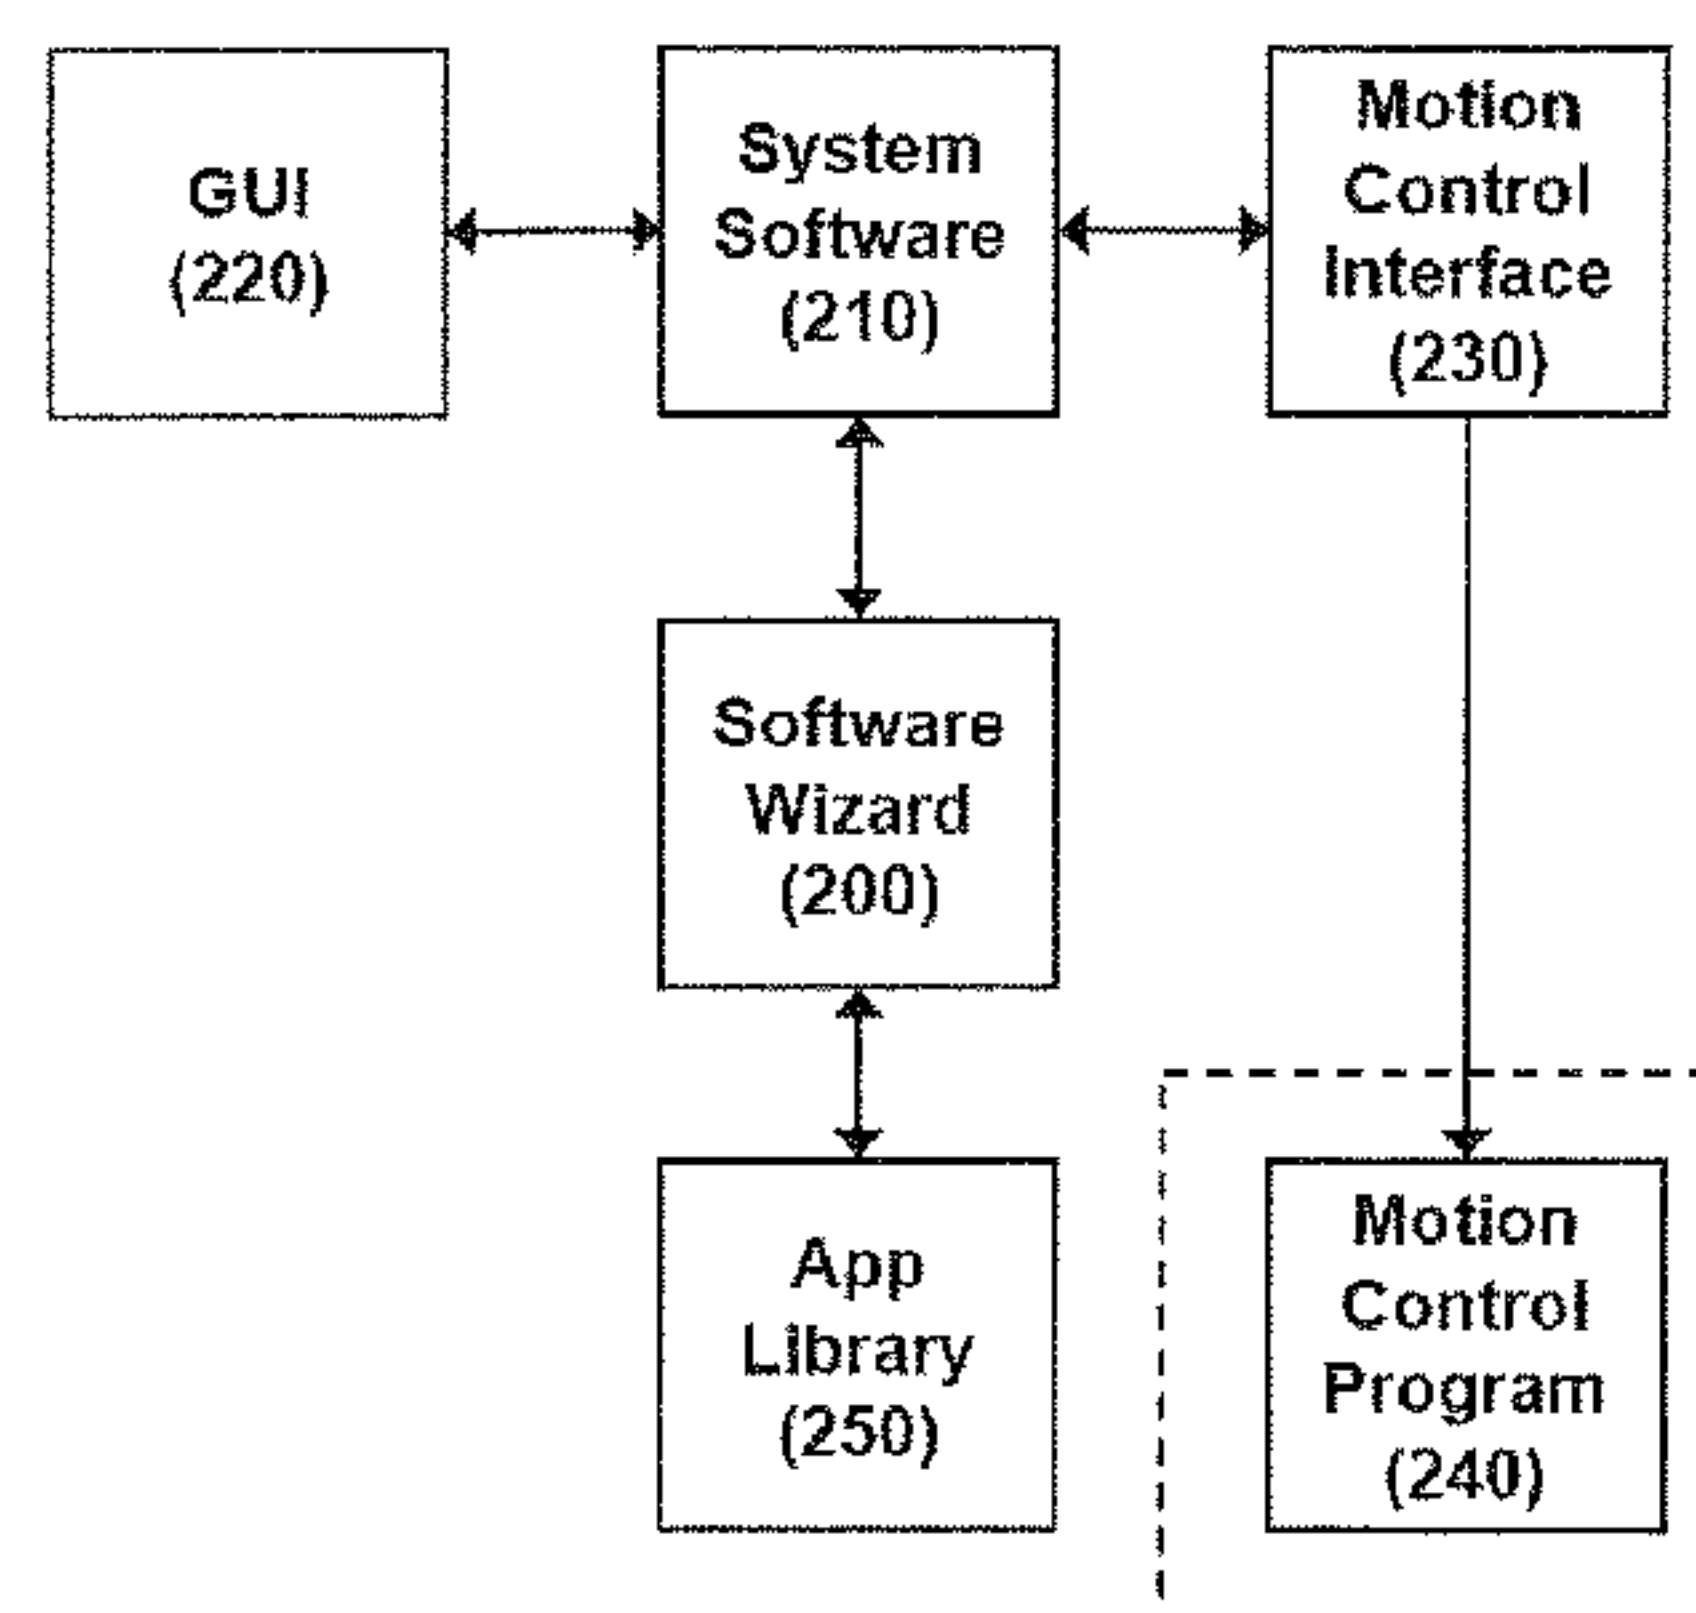 GUI
(220)
System
Software
(210)
Motion
Control
Interface
(230)
Software
Wizard
(200)
App
Library
(250)
Motion
Control
Program
(240)